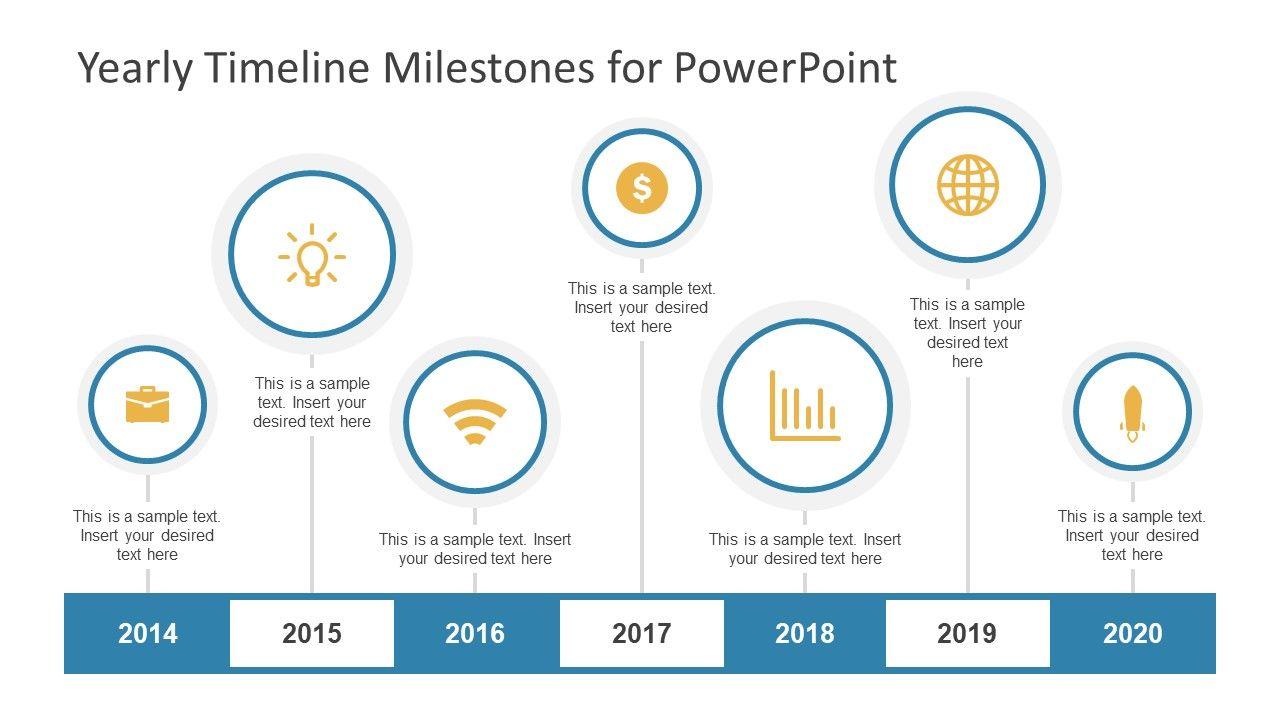 Yearly Timeline Milestones for PowerPoint
$
This is a sample text.
Insert your desired
text here
This is a sample
text. Insert your
desired text here
This is a sample text. Insert
your desired text here
This is a sample text.
Insert your desired
text here
This is a sample text. Insert
your desired text here
This is a sample
text. Insert your
desired text
here
This is a sample text.
Insert your desired
text here
2014
2015
2016
2017
2018
2019
2020